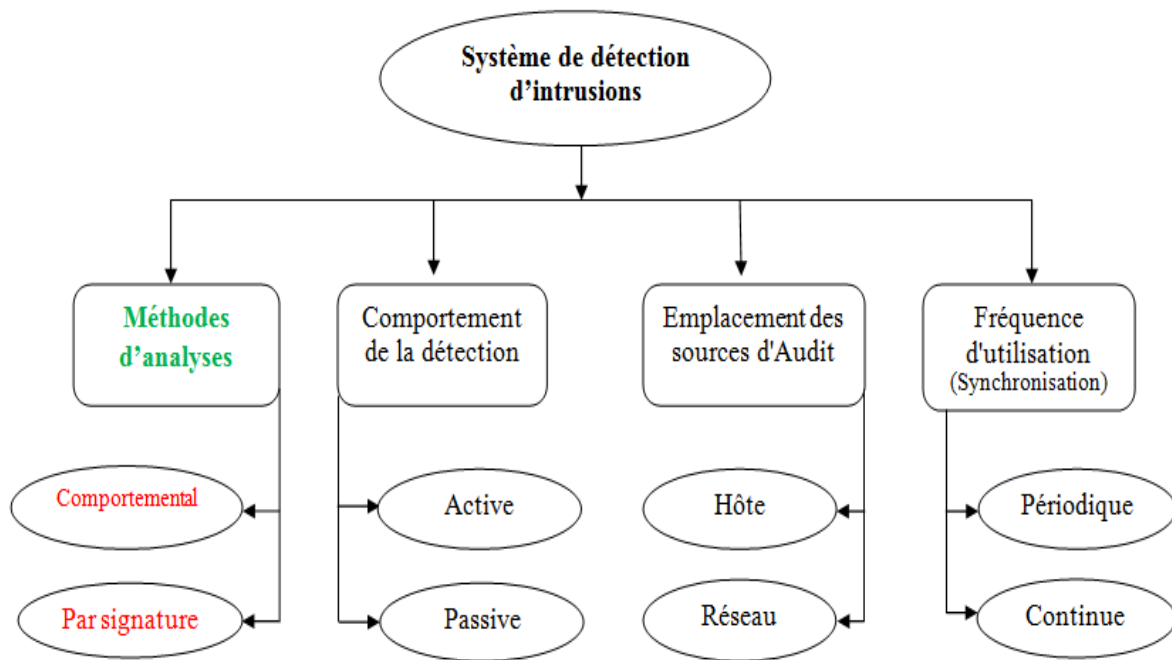 Système de détection
d’intrusions
Méthodes
d’analyses
Comportement
de la détection
Emplacement des
sources d'Audit
Fréquence
d'utilisation
(Synchronisation)
Comportemental
Active
Hôte
Périodique
Par signature
Passive
Réseau
Continue